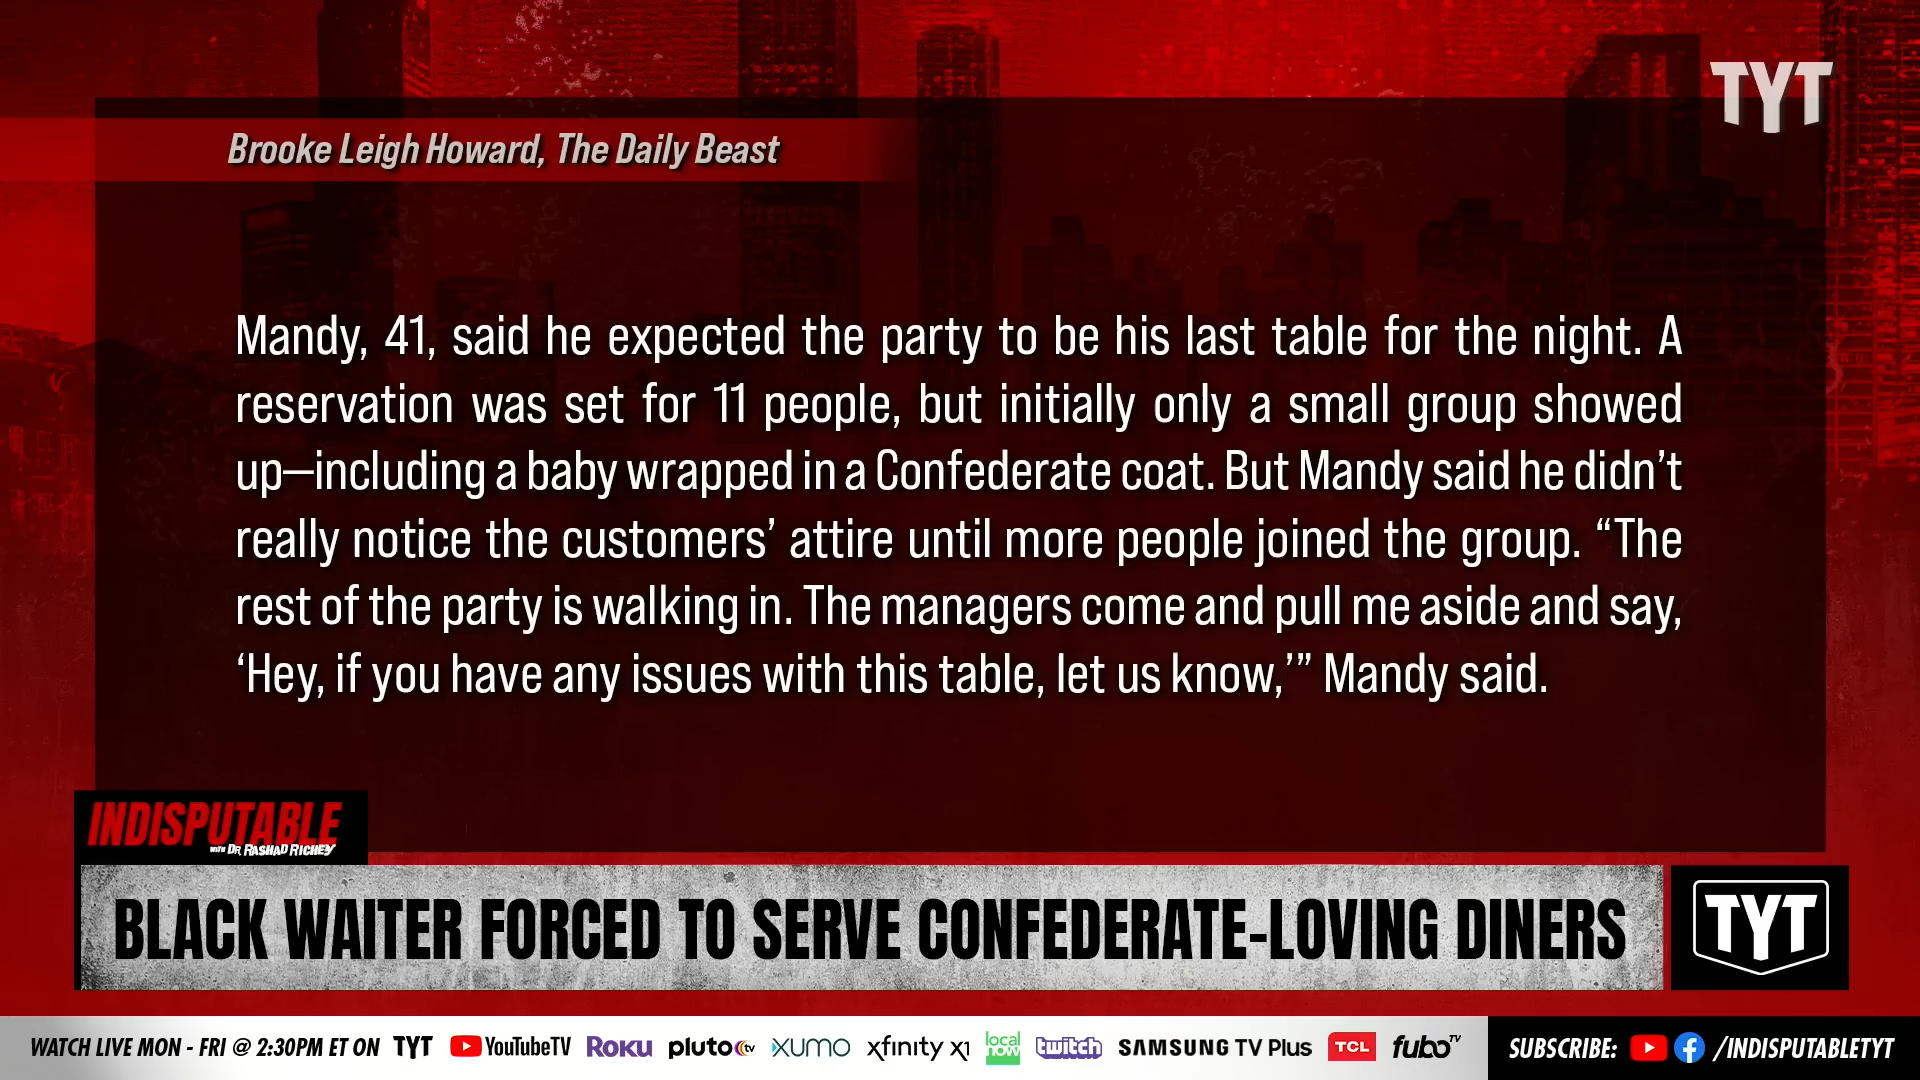 TYT
Brooke Leigh Howard, The Daily Beast
Mandy, 41, said he expected the party to be his last table for the night. A
reservation was set for 11 people, but initially only a small group showed
up—including a baby wrapped in a Confederate coat. But Mandy said he didn’t
really notice the customers’ attire until more people joined the group. “The
rest of the party is walking in. The managers come and pull me aside and say,
‘Hey, if you have any issues with this table, let us know,’” Mandy said.
INDISPUTABLE
WITH DR. RASHAD RICHEY
BLACK WAITER FORCED TO SERVE CONFEDERATE-LOVING DINERS
TYT
WATCH LIVE MON - FRI @ 2:30PM ET ON TYT YouTubeTV ROKU pluto tv XUMO xfinity x1 local now twitch SAMSUNG TV Plus TCL fubo TV SUBSCRIBE: /INDISPUTABLETYT